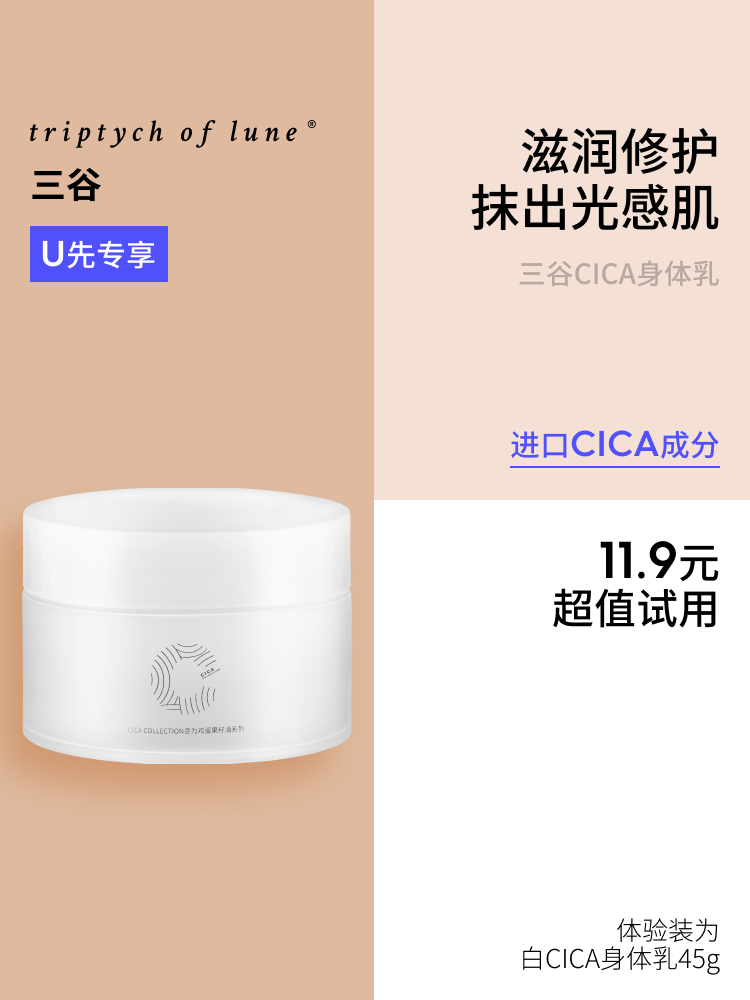 triptych of lune®
三谷
U先专享
滋润修护
抹出光感肌
三谷CICA身体乳
进口CICA成分
11.9元
超值试用
CICA
CICA COLLECTION
体验装为
白CICA身体乳45g